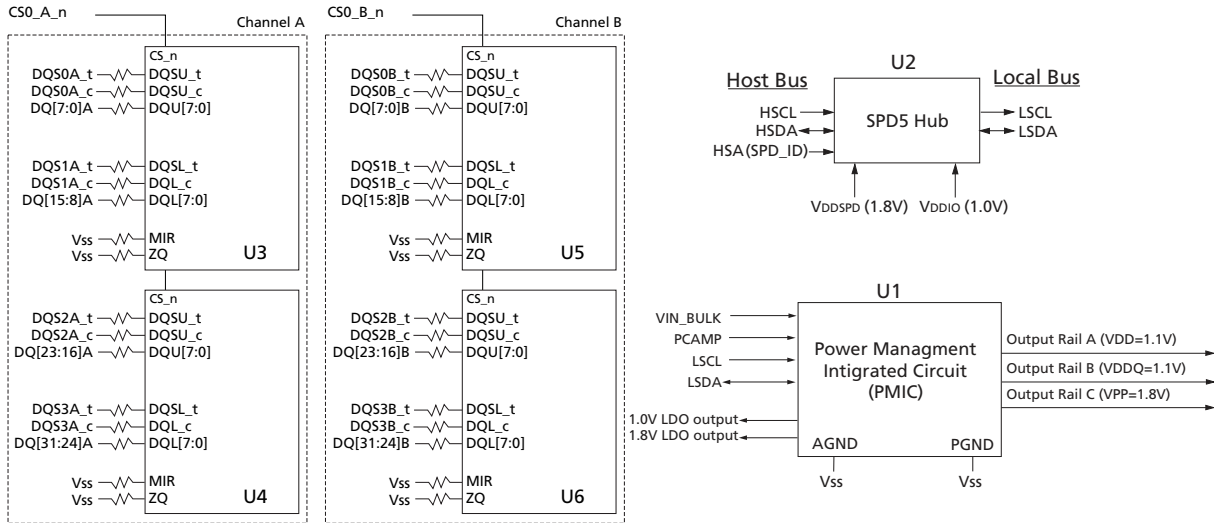 CS0_A_n
Channel A
CS_n
DQS0A_t DQSU_t
DQS0A_c DQSU_c
DQ[7:0]A DQU[7:0]
DQS1A_t DQSL_t
DQS1A_c DQL_c
DQ[15:8]A DQL[7:0]
Vss MIR
Vss ZQ
U3
CS_n
DQS2A_t DQSU_t
DQS2A_c DQSU_c
DQ[23:16]A DQU[7:0]
DQS3A_t DQSL_t
DQS3A_c DQL_c
DQ[31:24]A DQL[7:0]
Vss MIR
Vss ZQ
U4
CS0_B_n
Channel B
CS_n
DQS0B_t DQSU_t
DQS0B_c DQSU_c
DQ[7:0]B DQU[7:0]
DQS1B_t DQSL_t
DQS1B_c DQL_c
DQ[15:8]B DQL[7:0]
Vss MIR
Vss ZQ
U5
CS_n
DQS2B_t DQSU_t
DQS2B_c DQSU_c
DQ[23:16]B DQU[7:0]
DQS3B_t DQSL_t
DQS3B_c DQL_c
DQ[31:24]B DQL[7:0]
Vss MIR
Vss ZQ
U6
U2
Host Bus
Local Bus
HSCL
HSDA
HSA(SPD_ID)
SPD5 Hub
LSCL
LSDA
VDDSPD (1.8V)
VDDIO (1.0V)
U1
VIN_BULK
PCAMP
LSCL
LSDA
1.0V LDO output
1.8V LDO output
Power Managment
Intigrated Circuit
(PMIC)
AGND
PGND
Vss
Vss
Output Rail A (VDD=1.1V)
Output Rail B (VDDQ=1.1V)
Output Rail C (VPP=1.8V)